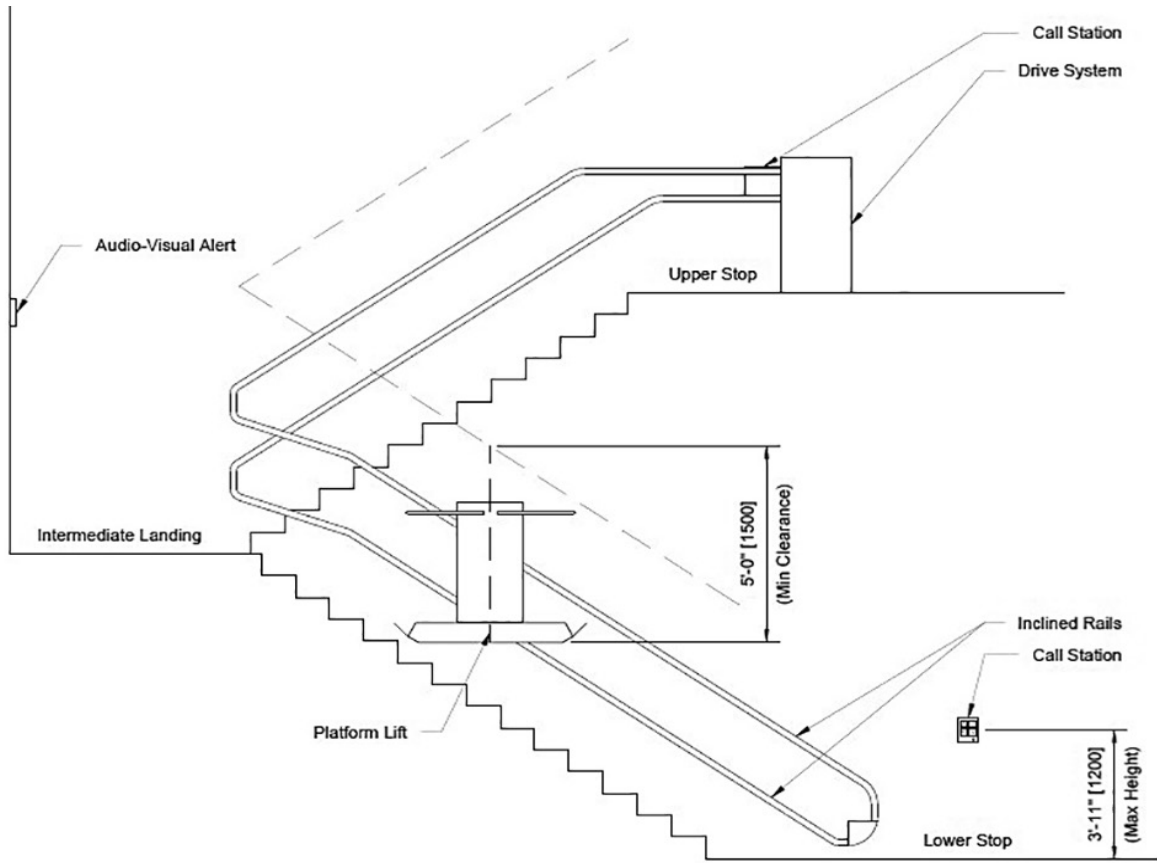 Call Station
Drive System
Audio-Visual Alert
Upper Stop
Intermediate Landing
5'-0" [1500]
(Min Clearance)
Inclined Rails
Call Station
Platform Lift
3'-11" [1200]
(Max Height)
Lower Stop